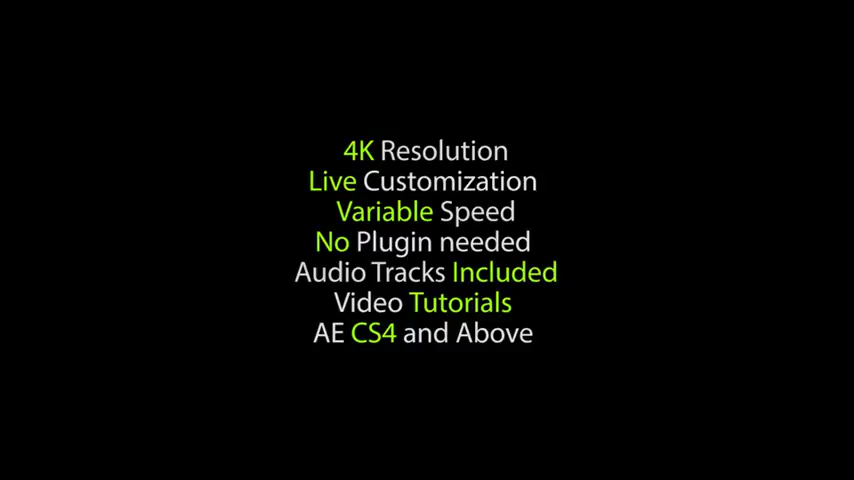 4K Resolution
Live Customization
Variable Speed
No Plugin needed
Audio Tracks Included
Video Tutorials
AE CS4 and Above